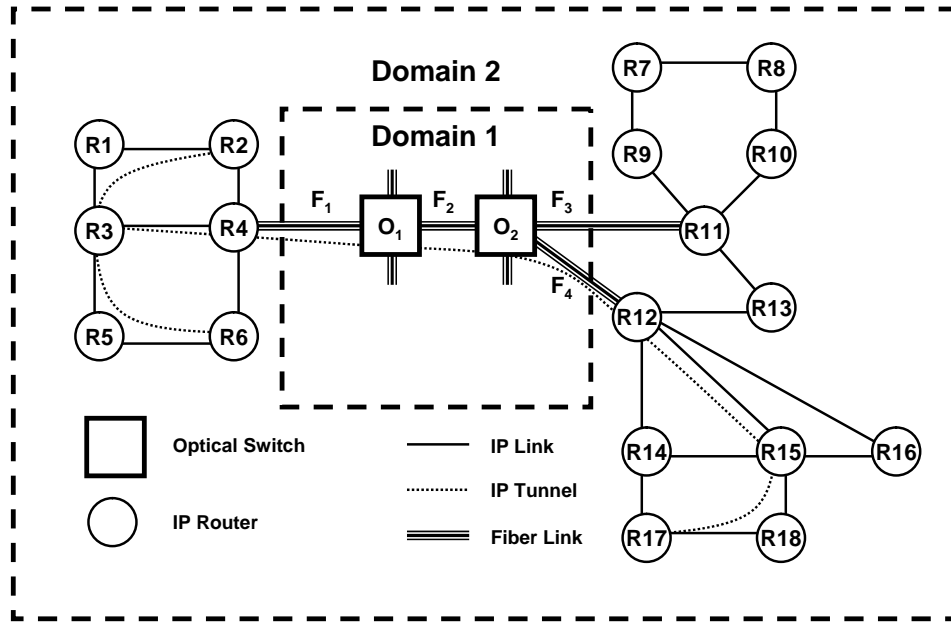 Domain 2
Domain 1
R7
R8
R1
R2
R9
R10
F1
F2
F3
R3
R4
O1
O2
R11
F4
R13
R12
R5
R6
Optical Switch
IP Link
R14
R15
R16
IP Tunnel
IP Router
Fiber Link
R17
R18